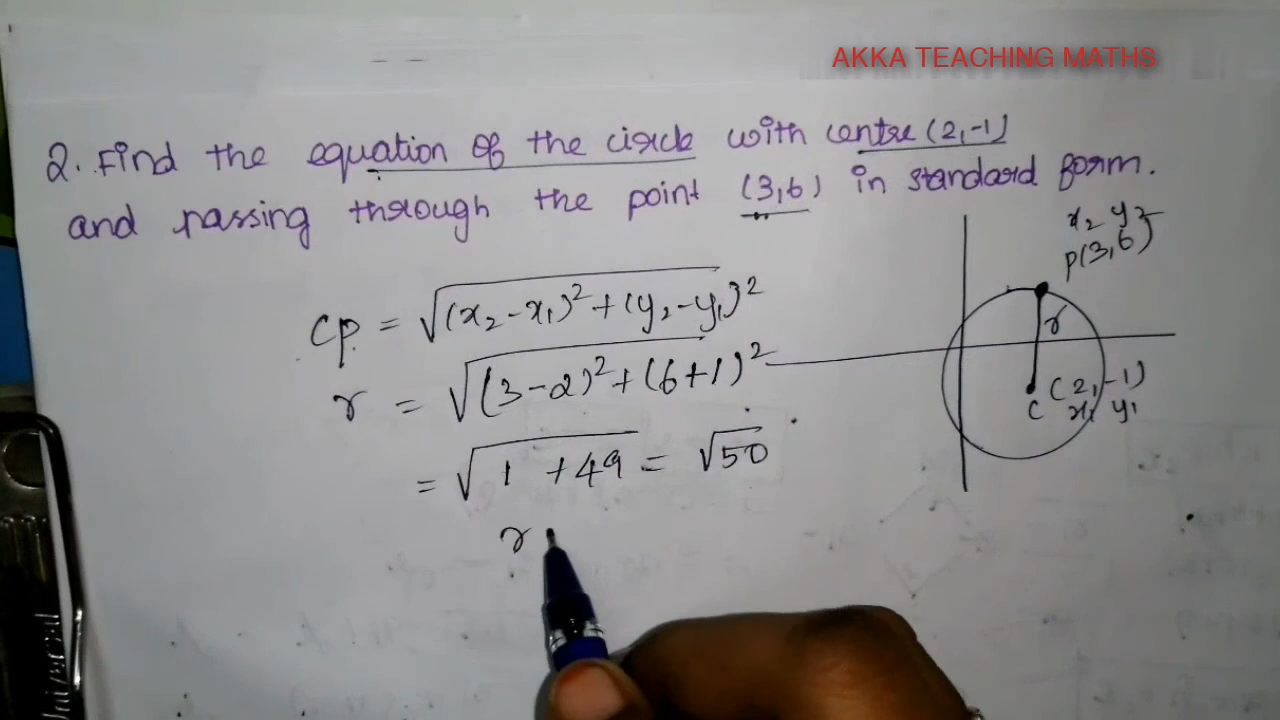 AKKA TEACHING MATHS
2. Find the equation of the circle with centre (2,-1)
and passing through the point (3,6) in standard form.
x₂ y₂
P(3,6)
CP = √(x₂-x₁)²+(y₂-y₁)²
r
r = √(3-2)²+(6+1)²
C (2,-1)
x₁ y₁
= √1 +49 = √50
r